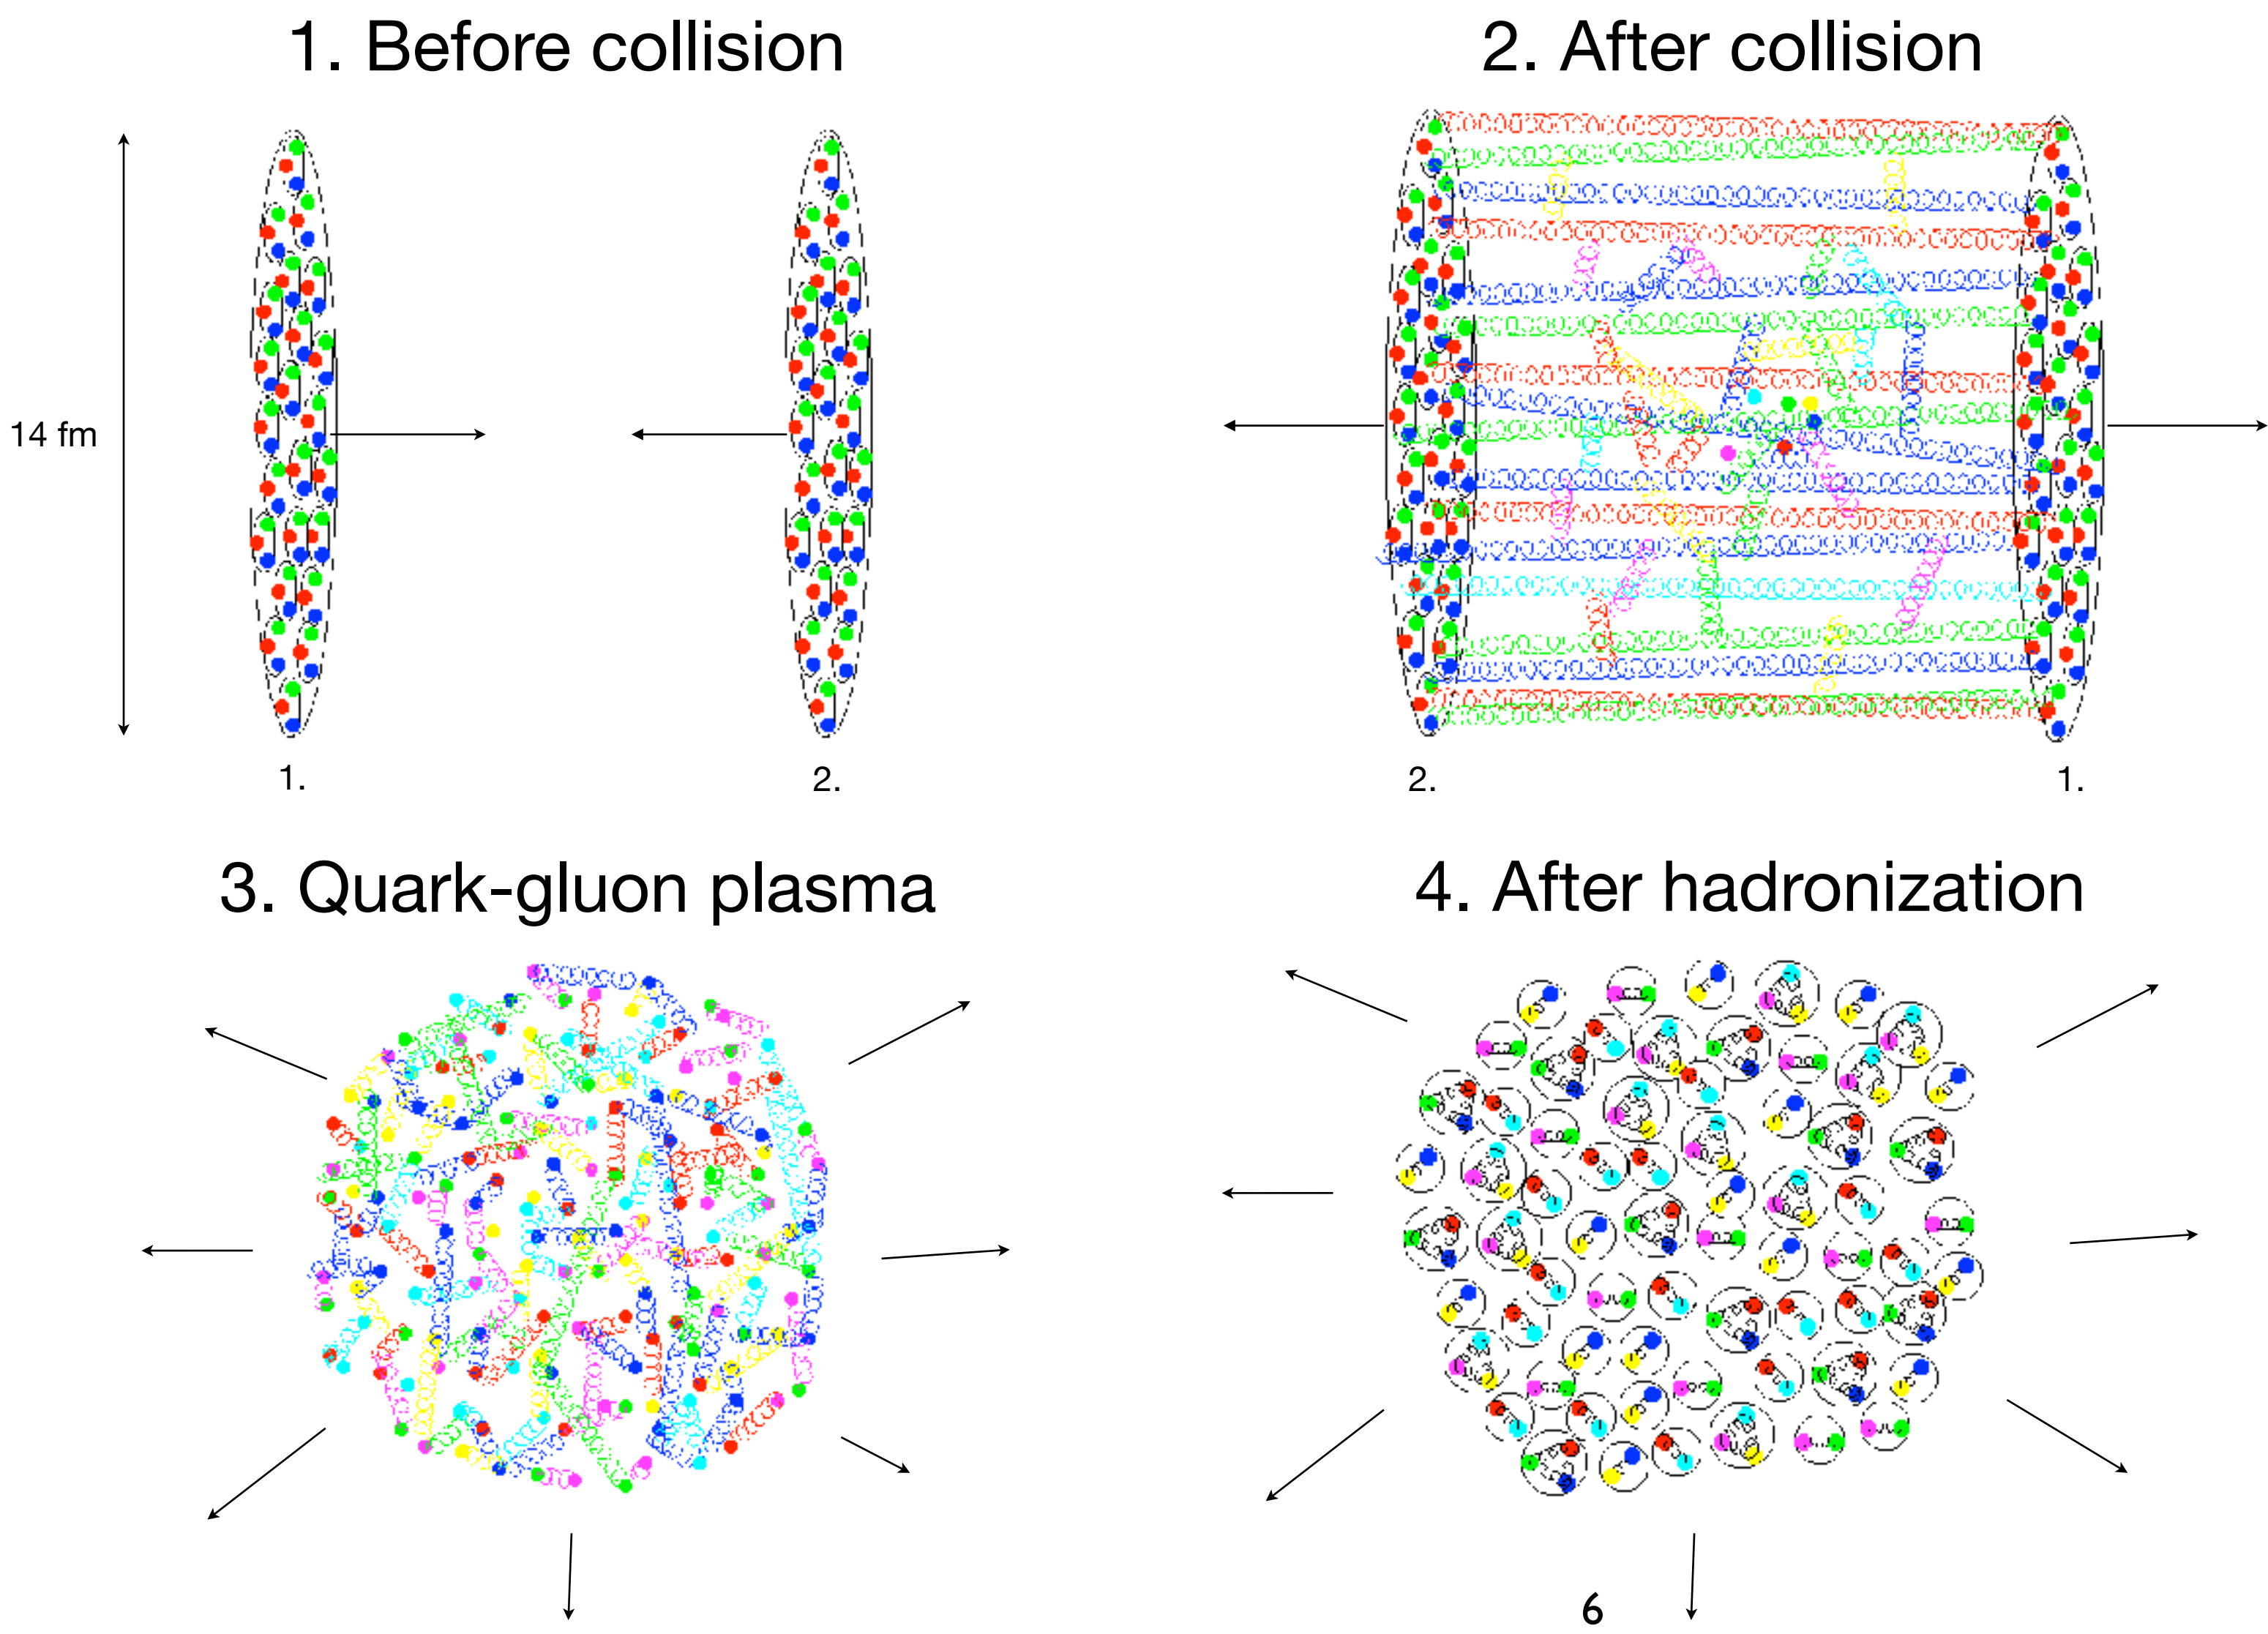 1. Before collision
2. After collision
14 fm
1.
2.
2.
1.
3. Quark-gluon plasma
4. After hadronization
6